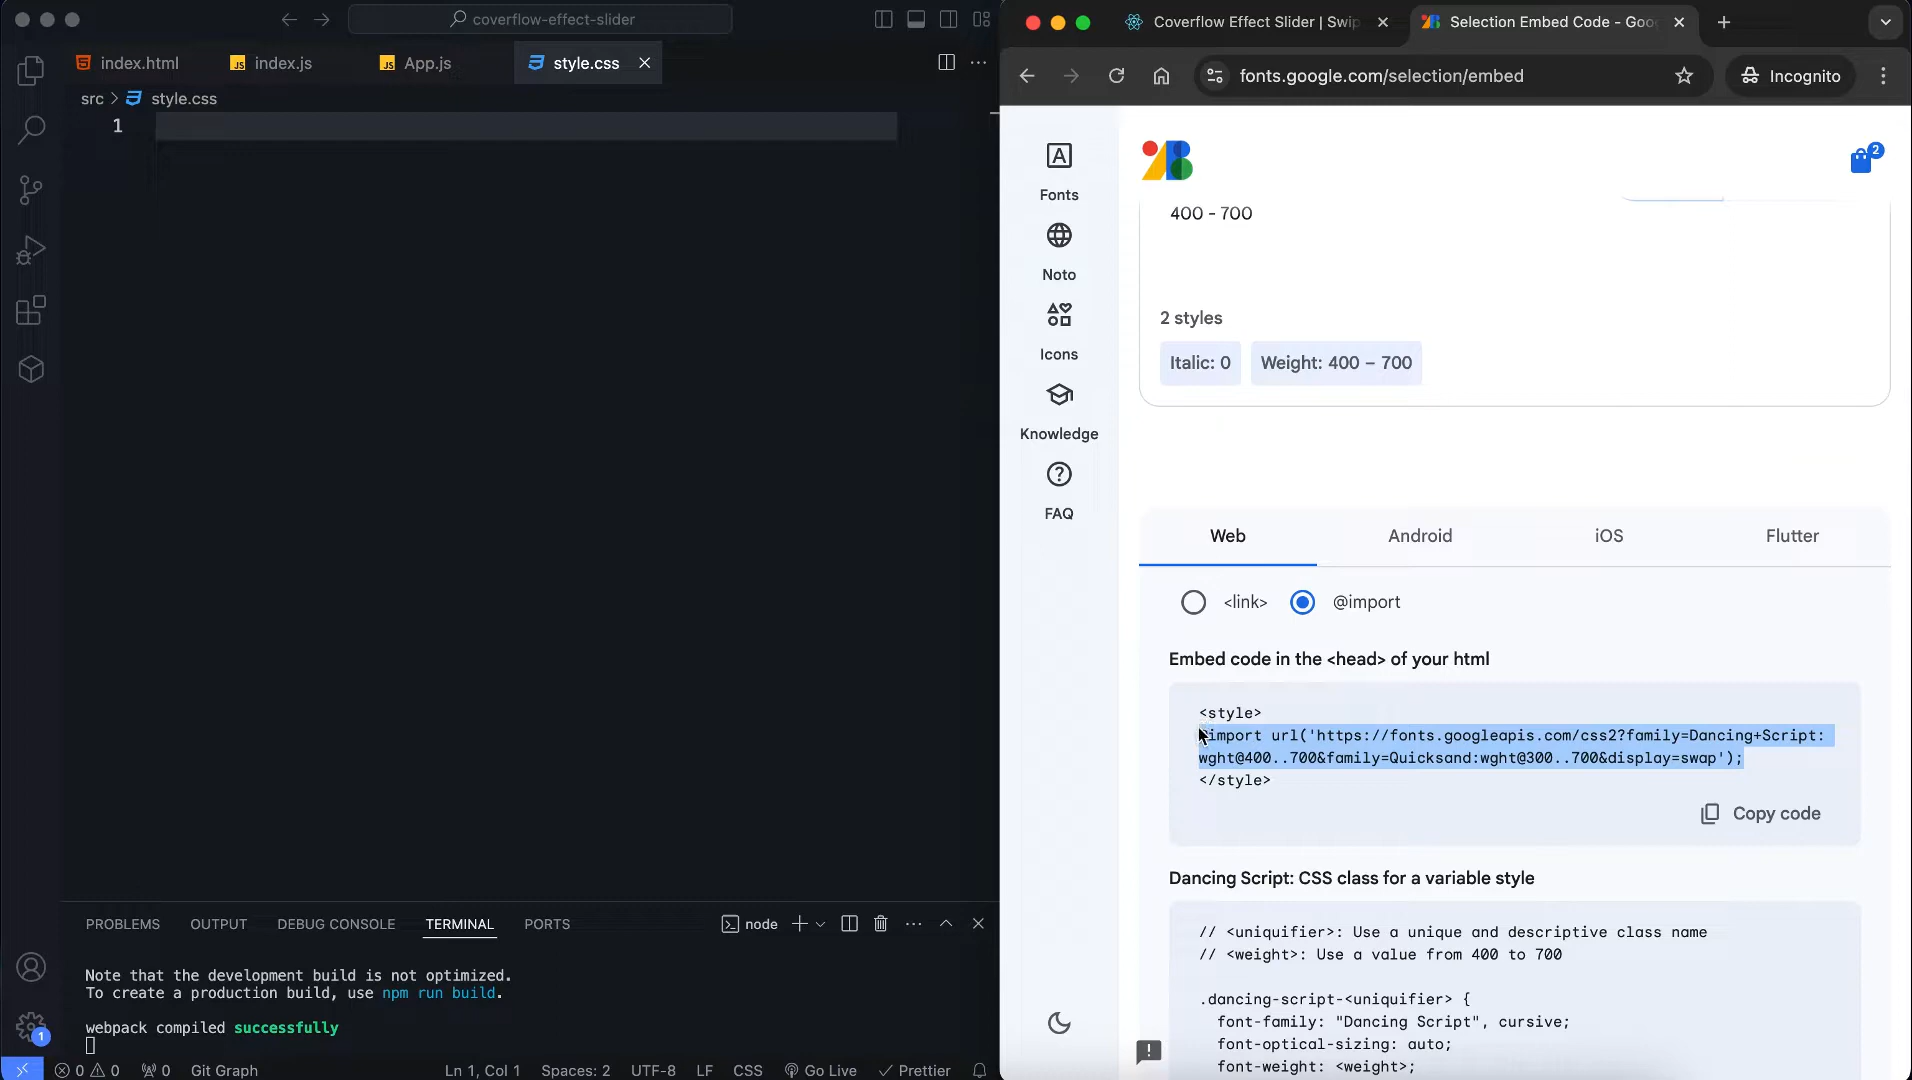 coverflow-effect-slider
index.html
index.js
App.js
style.css
src > style.css
1
PROBLEMS
OUTPUT
DEBUG CONSOLE
TERMINAL
PORTS
node
Note that the development build is not optimized.
To create a production build, use npm run build.
webpack compiled successfully
1
0
0
0
Git Graph
Ln 1, Col 1
Spaces: 2
UTF-8
LF
CSS
Go Live
Prettier
Coverflow Effect Slider | Swip
Selection Embed Code - Goo
fonts.google.com/selection/embed
Incognito
Fonts
Noto
Icons
Knowledge
FAQ
2
400 - 700
2 styles
Italic: 0
Weight: 400 – 700
Web
Android
iOS
Flutter
<link>
@import
Embed code in the <head> of your html
<style>
@import url('https://fonts.googleapis.com/css2?family=Dancing+Script:
wght@400..700&family=Quicksand:wght@300..700&display=swap');
</style>
Copy code
Dancing Script: CSS class for a variable style
// <uniquifier>: Use a unique and descriptive class name
// <weight>: Use a value from 400 to 700
.dancing-script-<uniquifier> {
font-family: "Dancing Script", cursive;
font-optical-sizing: auto;
font-weight: <weight>;